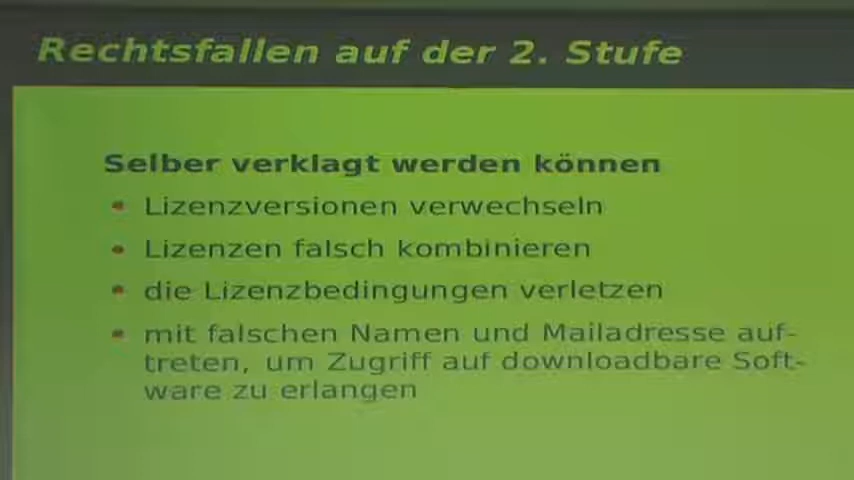 Rechtsfallen auf der 2. Stufe
Selber verklagt werden können
• Lizenzversionen verwechseln
• Lizenzen falsch kombinieren
• die Lizenzbedingungen verletzen
• mit falschen Namen und Mailadresse auf-
treten, um Zugriff auf downloadbare Soft-
ware zu erlangen